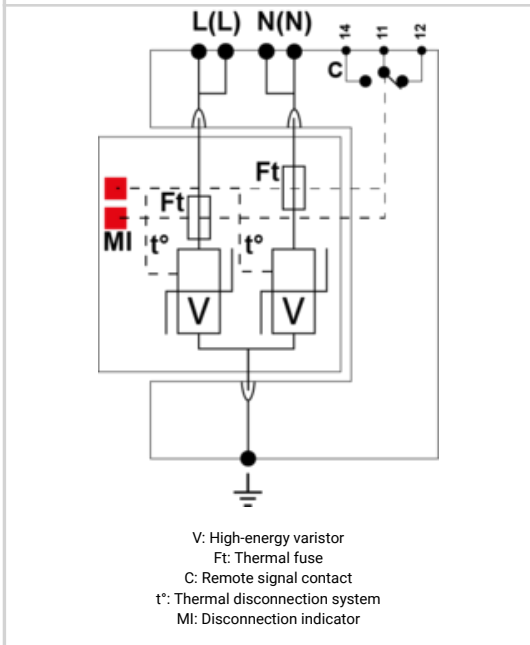 L(L) N(N) 14 11 12
C
Ft
Ft
MI t° t°
V V
V: High-energy varistor
Ft: Thermal fuse
C: Remote signal contact
t°: Thermal disconnection system
MI: Disconnection indicator